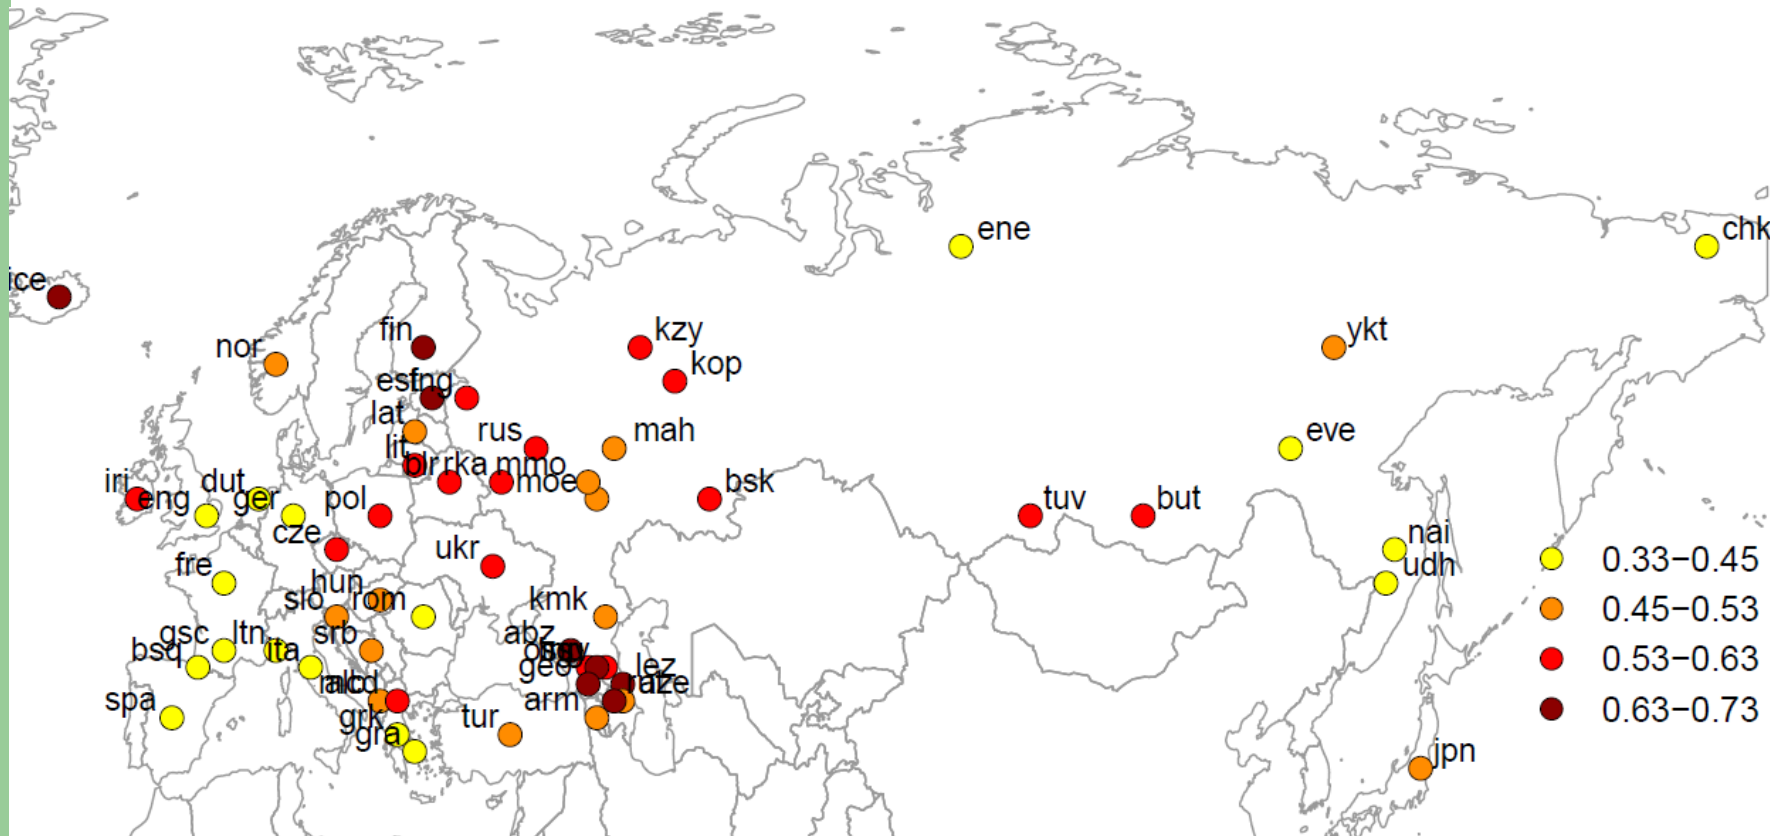 ene
chk
ice
fin
kzy
nor
ykt
kop
est
fng
lat
rus
mah
eve
lit
blr
rka
mmo
iri
dut
moe
bsk
eng
ger
pol
tuv
but
cze
nai
ukr
fre
udh
0.33−0.45
hun
slo
rom
kmk
0.45−0.53
gsc
ltn
srb
abz
bsq
ita
lez
0.53−0.63
geo
alb
spa
arm
0.63−0.73
grk
tur
gra
jpn